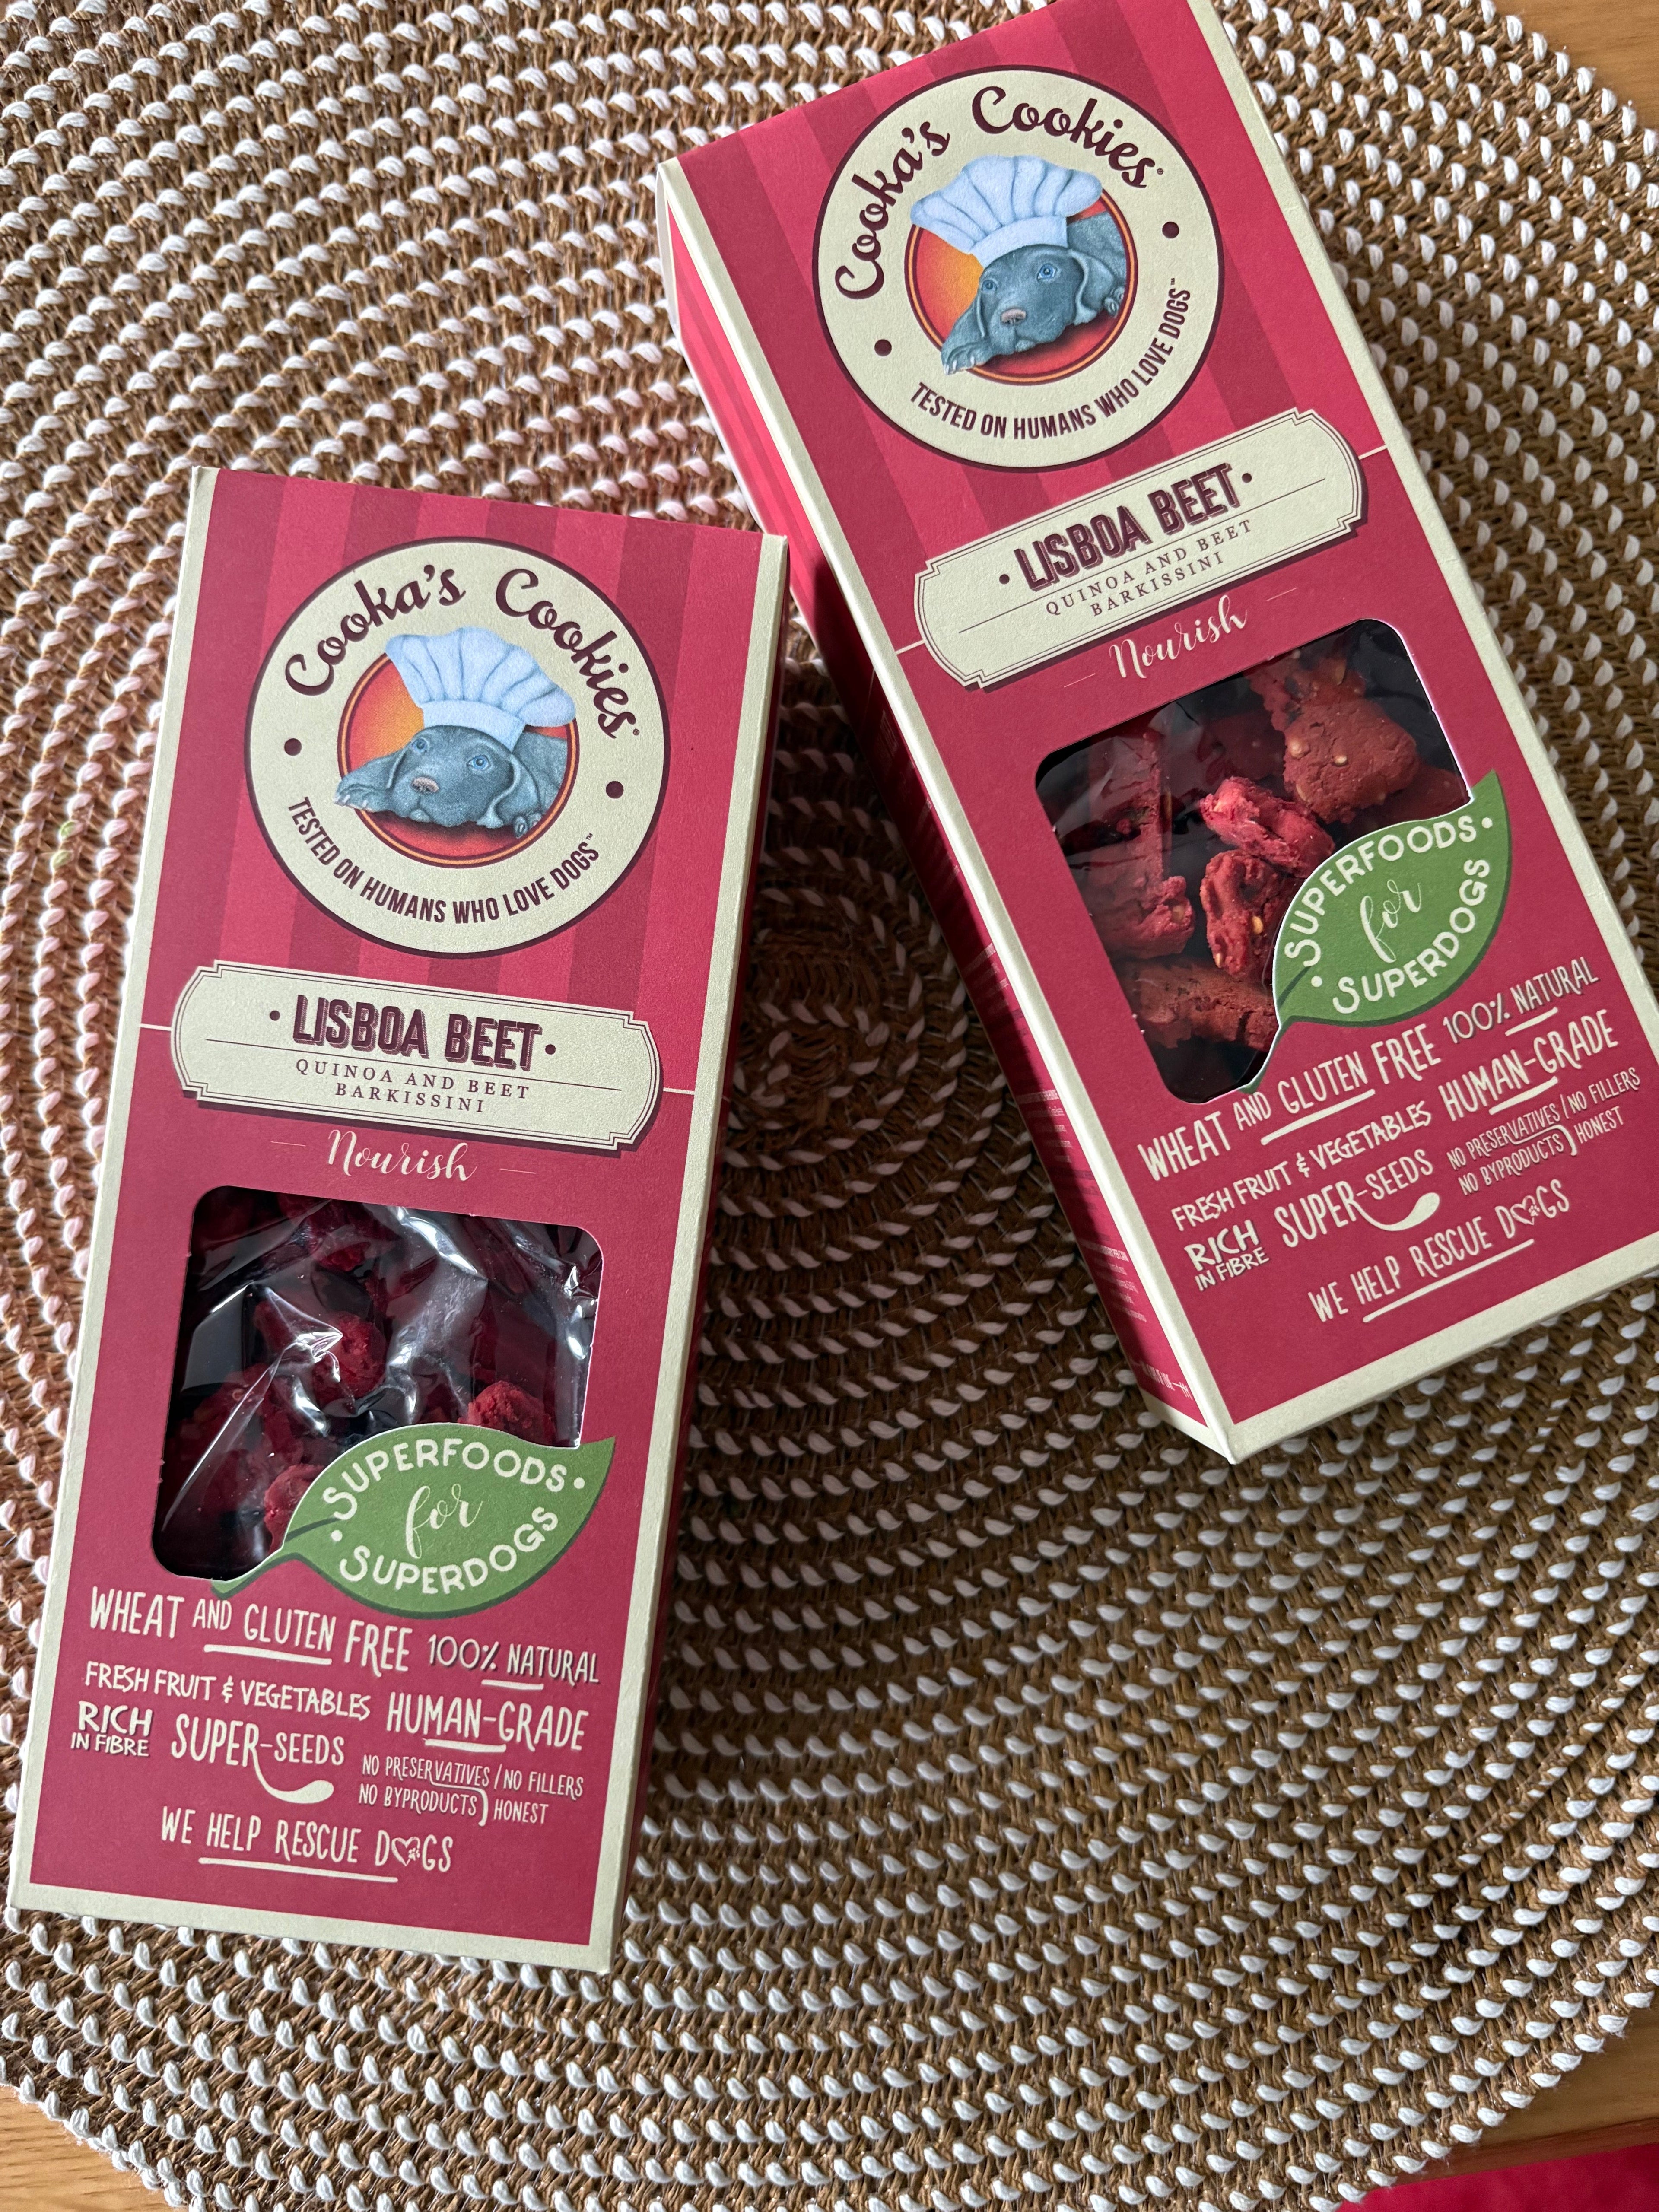 Cooka's Cookies®
TESTED ON HUMANS WHO LOVE DOGS™
• LISBOA BEET •
QUINOA AND BEET
BARKISSINI
Nourish
• SUPERFOODS •
for
• SUPERDOGS
WHEAT AND GLUTEN FREE 100% NATURAL
FRESH FRUIT & VEGETABLES HUMAN-GRADE
RICH IN FIBRE SUPER-SEEDS NO PRESERVATIVES / NO FILLERS
NO BYPRODUCTS) HONEST
WE HELP RESCUE DOGS
Cooka's Cookies®
TESTED ON HUMANS WHO LOVE DOGS™
• LISBOA BEET •
QUINOA AND BEET
BARKISSINI
Nourish
• SUPERFOODS •
for
• SUPERDOGS
WHEAT AND GLUTEN FREE 100% NATURAL
FRESH FRUIT & VEGETABLES HUMAN-GRADE
RICH IN FIBRE SUPER-SEEDS NO PRESERVATIVES / NO FILLERS
NO BYPRODUCTS) HONEST
WE HELP RESCUE DOGS